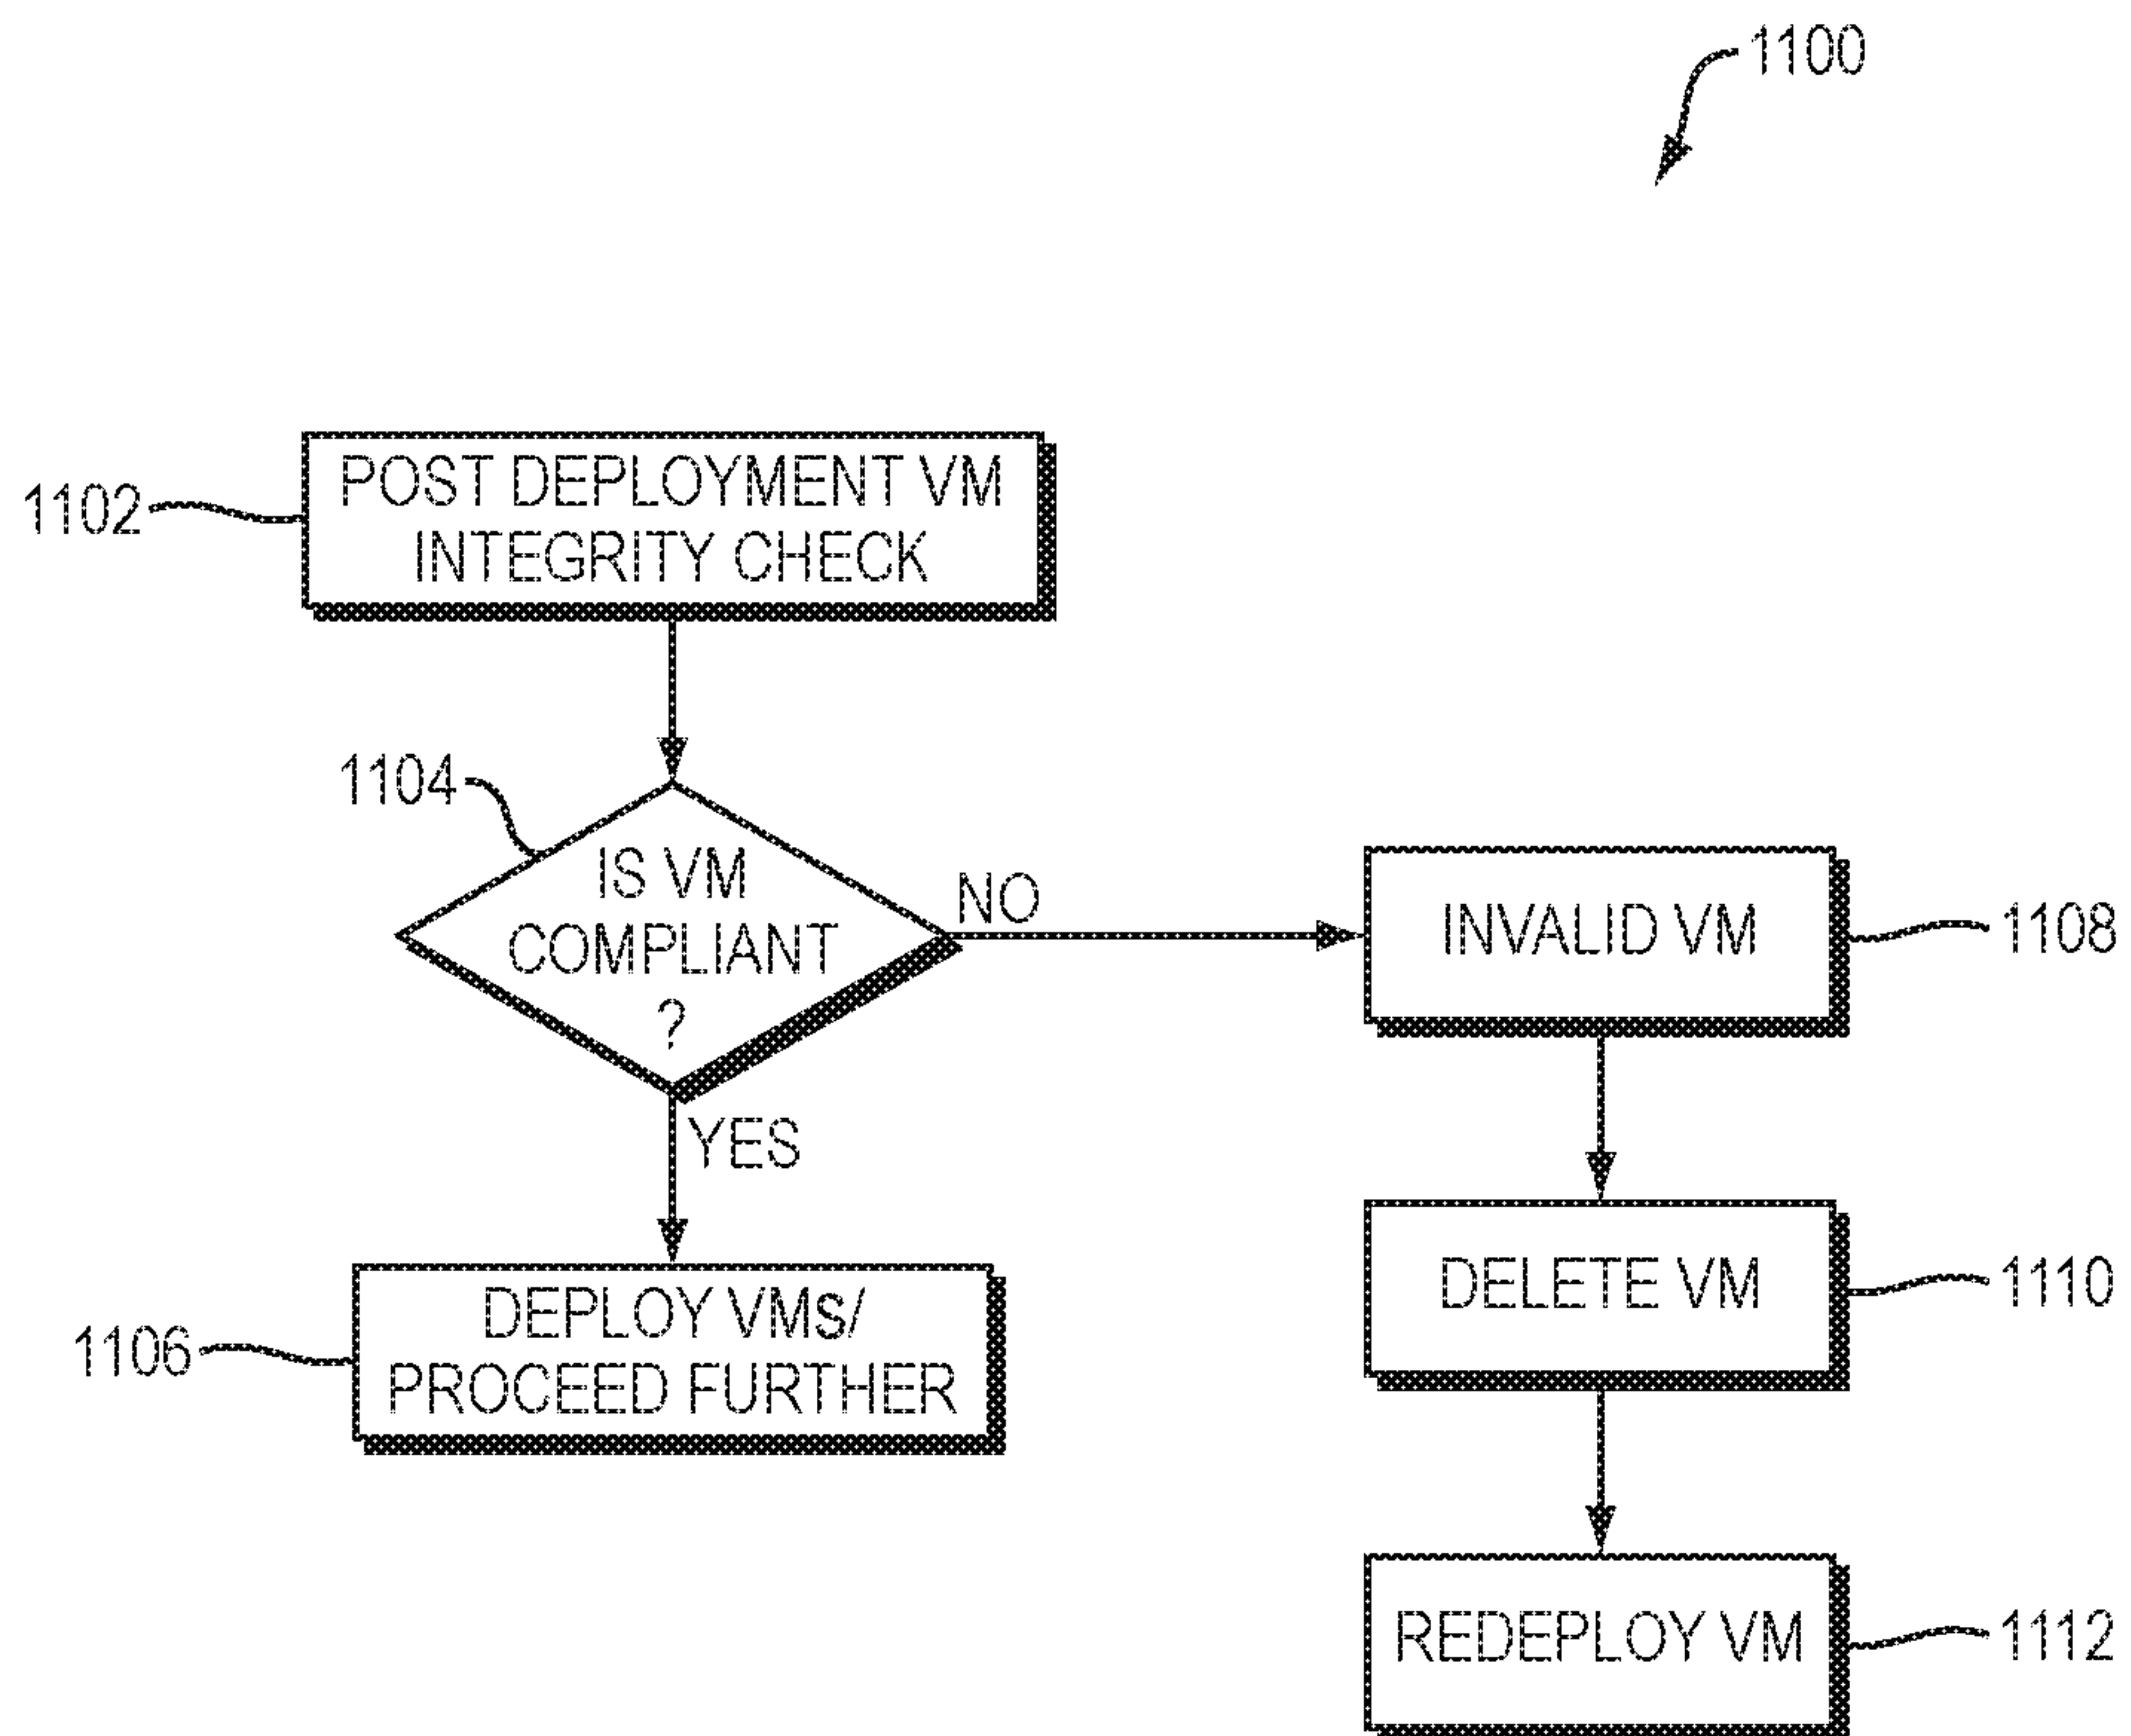 1100
1102
POST DEPLOYMENT VM
INTEGRITY CHECK
1104
IS VM
COMPLIANT
?
NO
INVALID VM
1108
YES
DELETE VM
1110
DEPLOY VMs/
PROCEED FURTHER
1106
REDEPLOY VM
1112